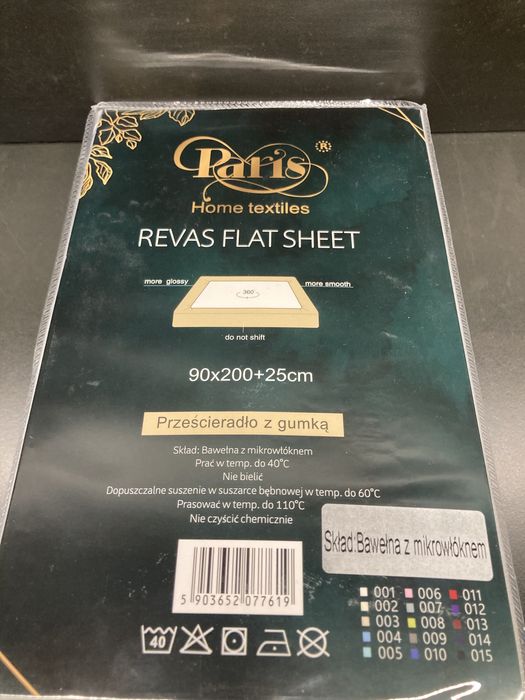 Paris
R
Home textiles
REVAS FLAT SHEET
more glossy
360°
more smooth
do not shift
90x200+25cm
Prześcieradło z gumką
Skład: Bawełna z mikrowłóknem
Prać w temp. do 40°C
Nie bielić
Dopuszczalne suszenie w suszarce bębnowej w temp. do 60°C
Prasować w temp. do 110°C
Nie czyścić chemicznie
Skład:Bawełna z mikrowłóknem
5 903652 077619
40
001 006 011
002 007 012
003 008 013
004 009 014
005 010 015